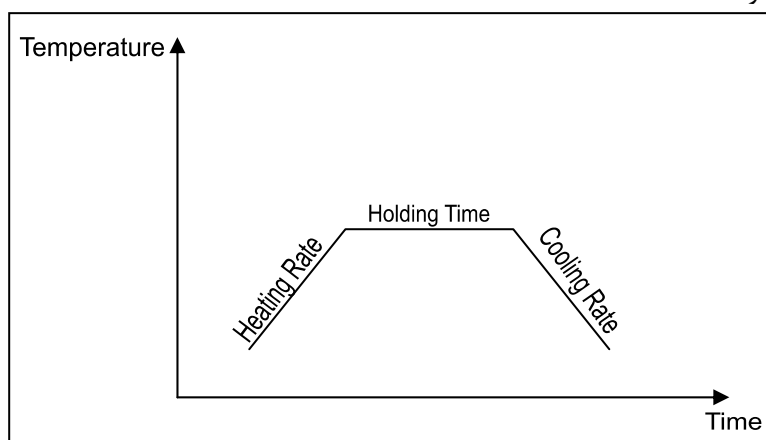 Temperature
Holding Time
Heating Rate
Cooling Rate
Time